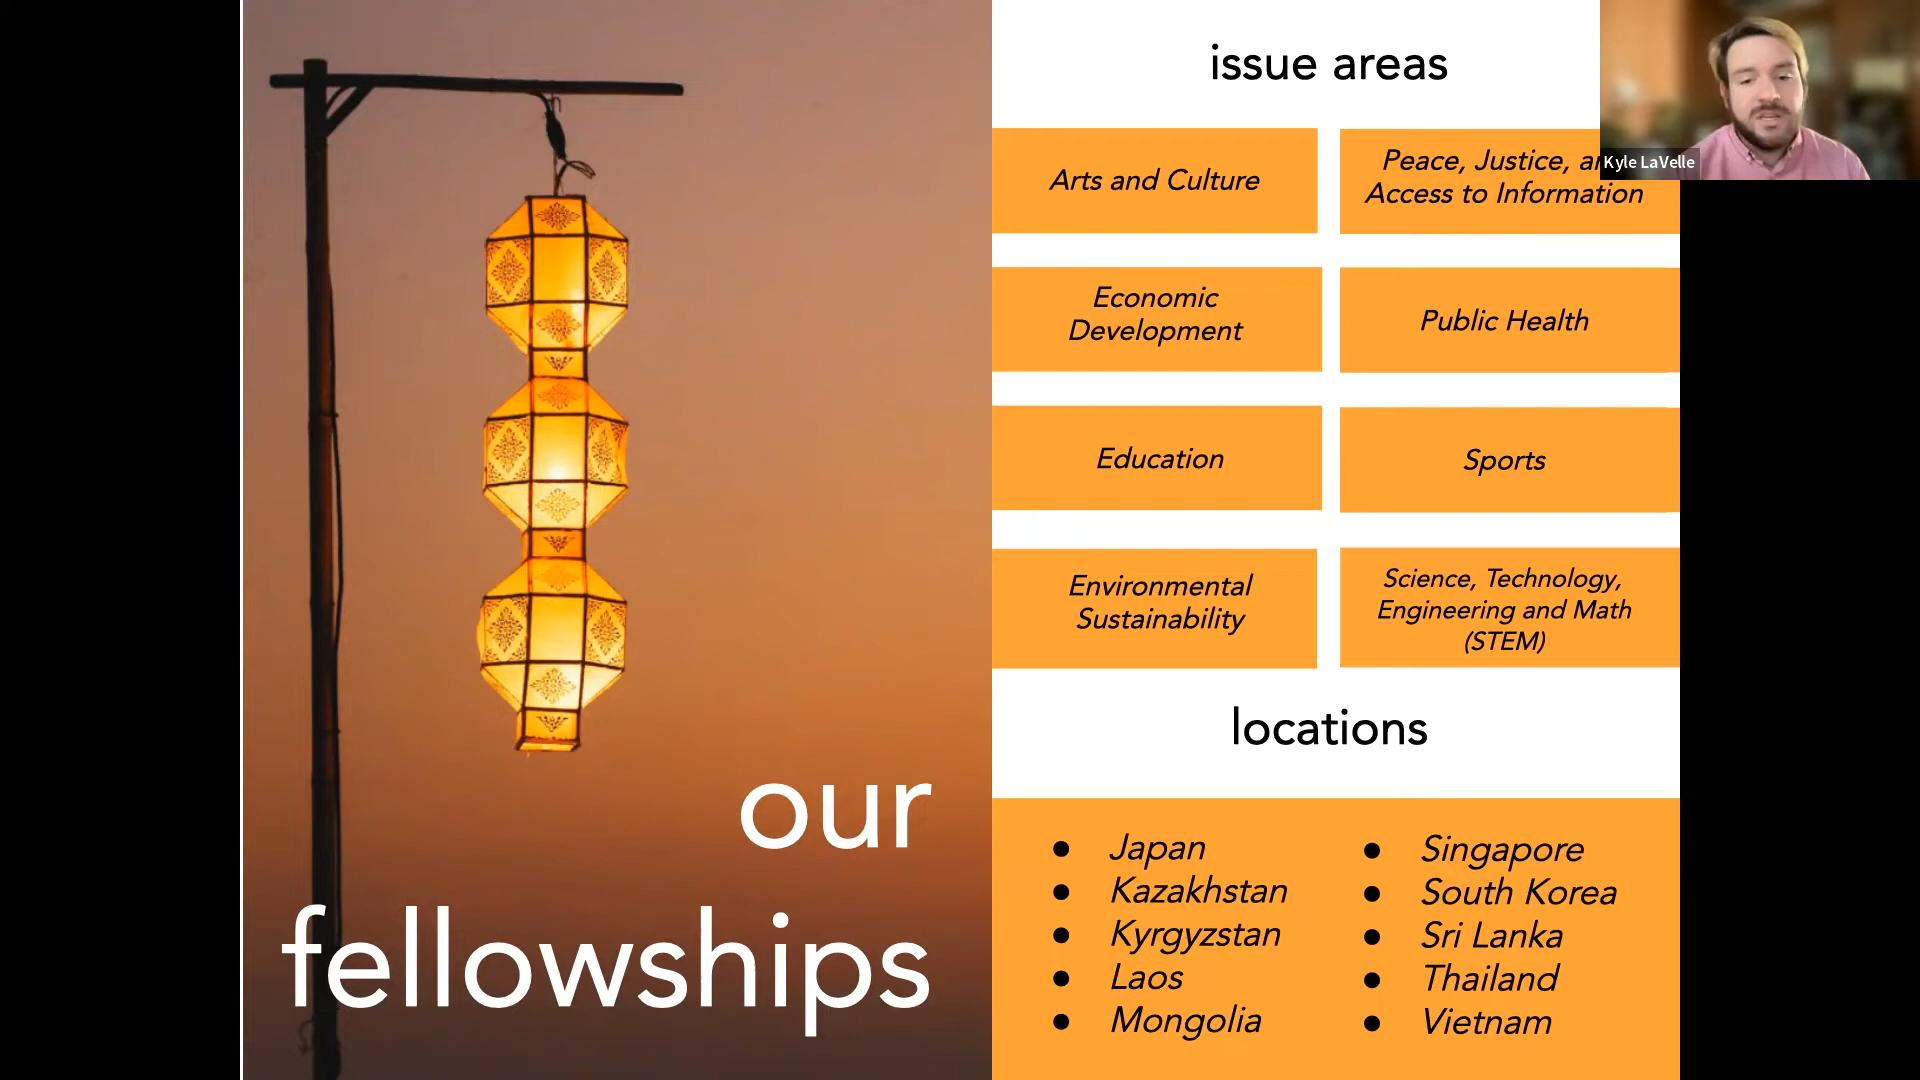 our
fellowships
issue areas
Arts and Culture
Peace, Justice, a
Access to Information
Economic
Development
Public Health
Education
Sports
Environmental
Sustainability
Science, Technology,
Engineering and Math
(STEM)
locations
● Japan
● Kazakhstan
● Kyrgyzstan
● Laos
● Mongolia
● Singapore
● South Korea
● Sri Lanka
● Thailand
● Vietnam
Kyle LaVelle